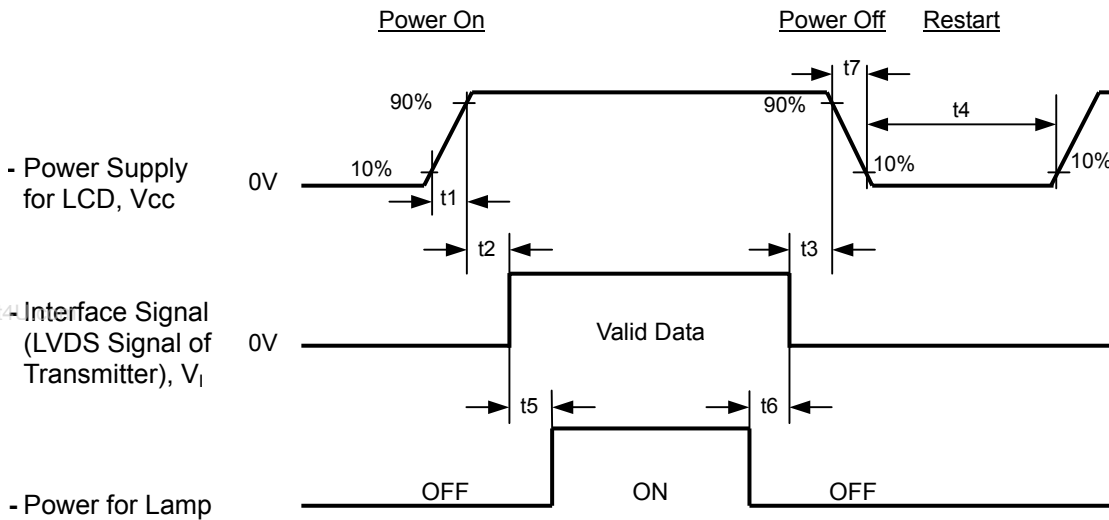 Power On
Power Off
Restart
t7
90%
90%
t4
- Power Supply
for LCD, Vcc
0V
10%
10%
10%
t1
t2
t3
- Interface Signal
(LVDS Signal of
Transmitter), VI
0V
Valid Data
t5
t6
OFF
ON
OFF
- Power for Lamp